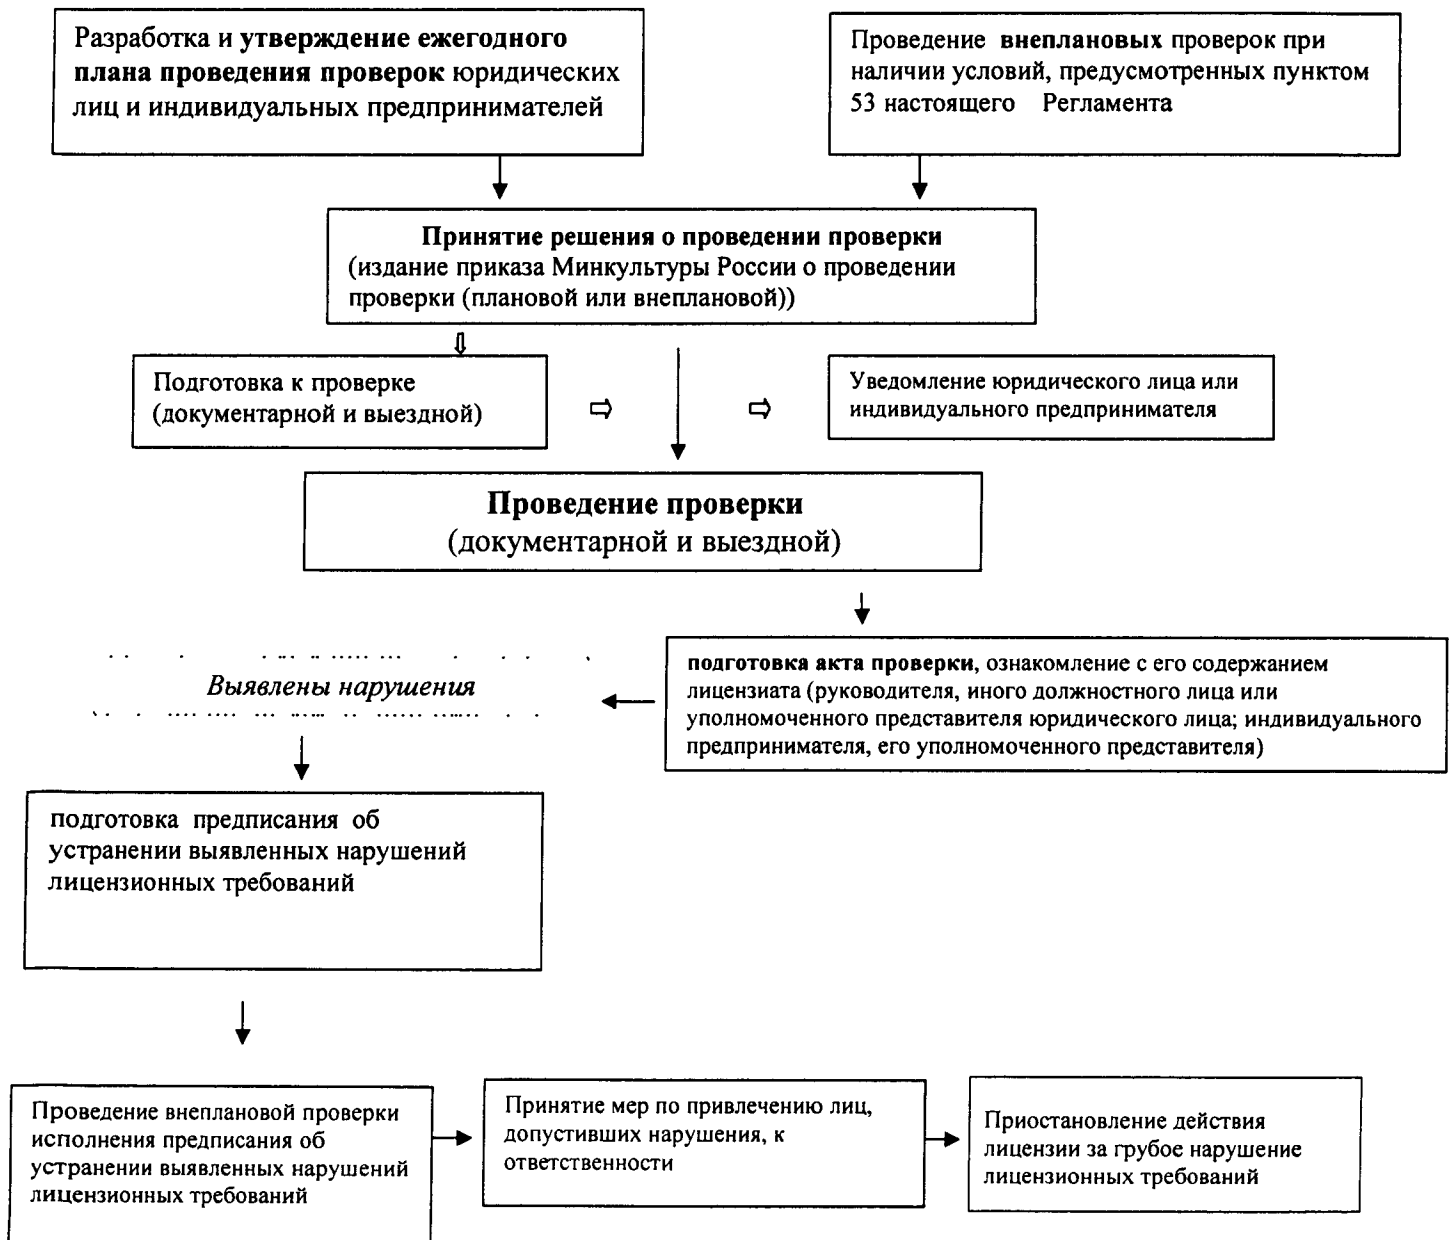 Разработка и утверждение ежегодного
плана проведения проверок юридических
лиц и индивидуальных предпринимателей
Проведение внеплановых проверок при
наличии условий, предусмотренных пунктом
53 настоящего Регламента
Принятие решения о проведении проверки
(издание приказа Минкультуры России о проведении
проверки (плановой или внеплановой))
Подготовка к проверке
(документарной и выездной)
Уведомление юридического лица или
индивидуального предпринимателя
Проведение проверки
(документарной и выездной)
подготовка акта проверки, ознакомление с его содержанием
лицензиата (руководителя, иного должностного лица или
уполномоченного представителя юридического лица; индивидуального
предпринимателя, его уполномоченного представителя)
Выявлены нарушения
подготовка предписания об
устранении выявленных нарушений
лицензионных требований
Проведение внеплановой проверки
исполнения предписания об
устранении выявленных нарушений
лицензионных требований
Принятие мер по привлечению лиц,
допустивших нарушения, к
ответственности
Приостановление действия
лицензии за грубое нарушение
лицензионных требований